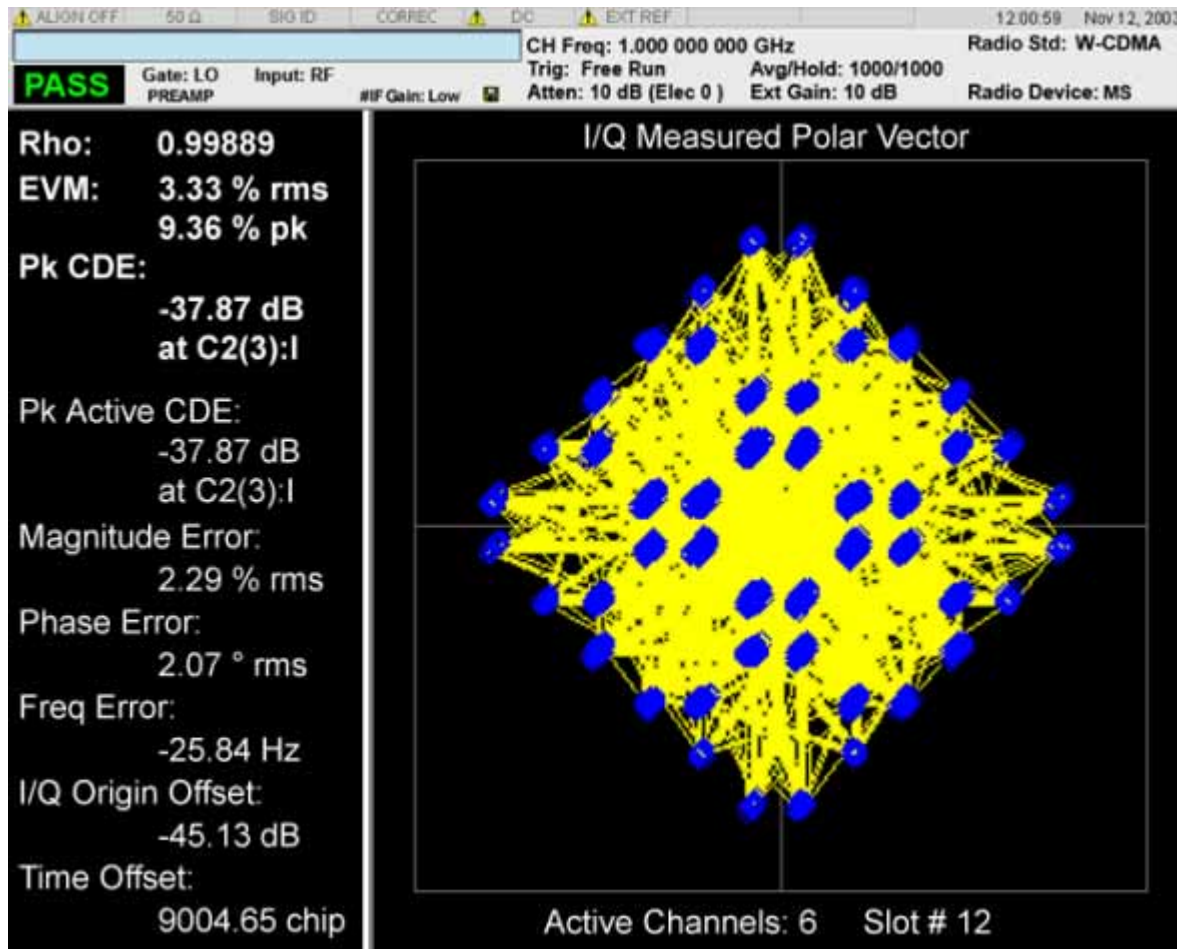 ALIGN OFF 50 Ω SIG ID CORREC DC EXT REF 12:00:59 Nov 12, 2003
CH Freq: 1.000 000 000 GHz Radio Std: W-CDMA
PASS Gate: LO Input: RF Trig: Free Run Avg/Hold: 1000/1000
PREAMP #IF Gain: Low Atten: 10 dB (Elec 0 ) Ext Gain: 10 dB Radio Device: MS
Rho: 0.99889
EVM: 3.33 % rms
9.36 % pk
Pk CDE:
-37.87 dB
at C2(3):I
Pk Active CDE:
-37.87 dB
at C2(3):I
Magnitude Error:
2.29 % rms
Phase Error:
2.07 ° rms
Freq Error:
-25.84 Hz
I/Q Origin Offset:
-45.13 dB
Time Offset:
9004.65 chip
I/Q Measured Polar Vector
Active Channels: 6 Slot # 12